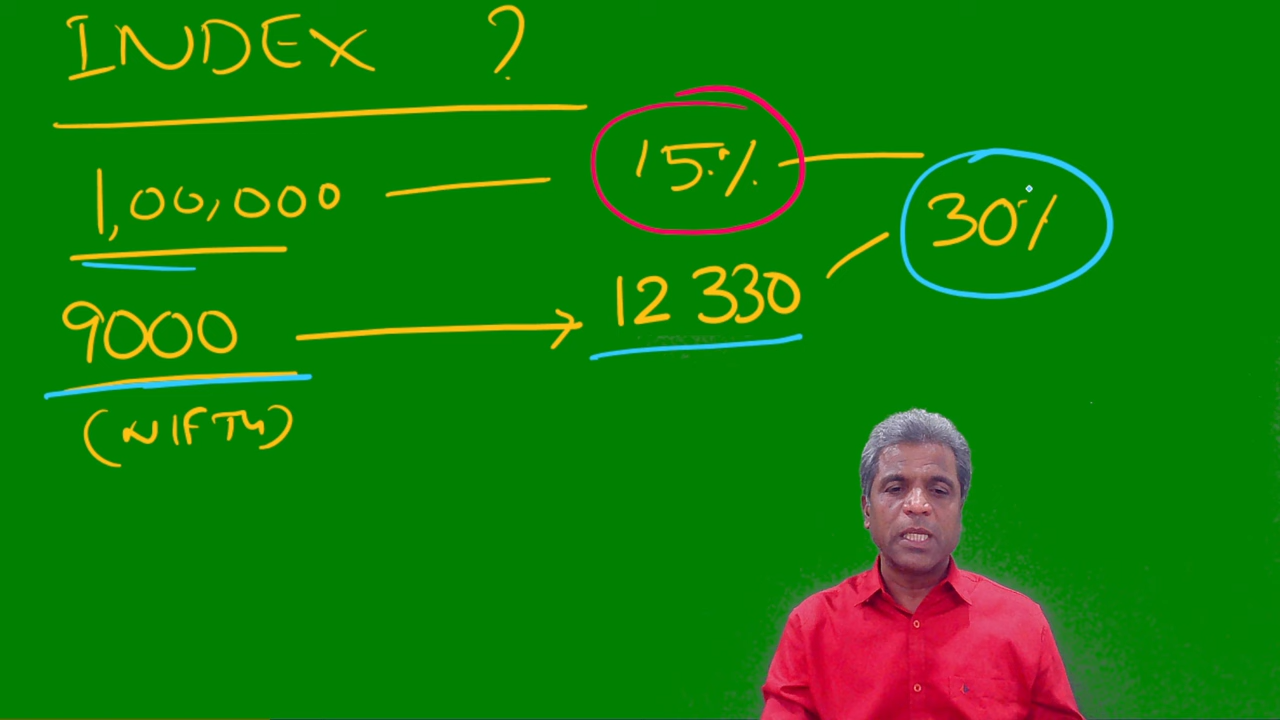 INDEX ?
1,00,000 — 15% — 30%
9000 → 12 330
(NIFTY)